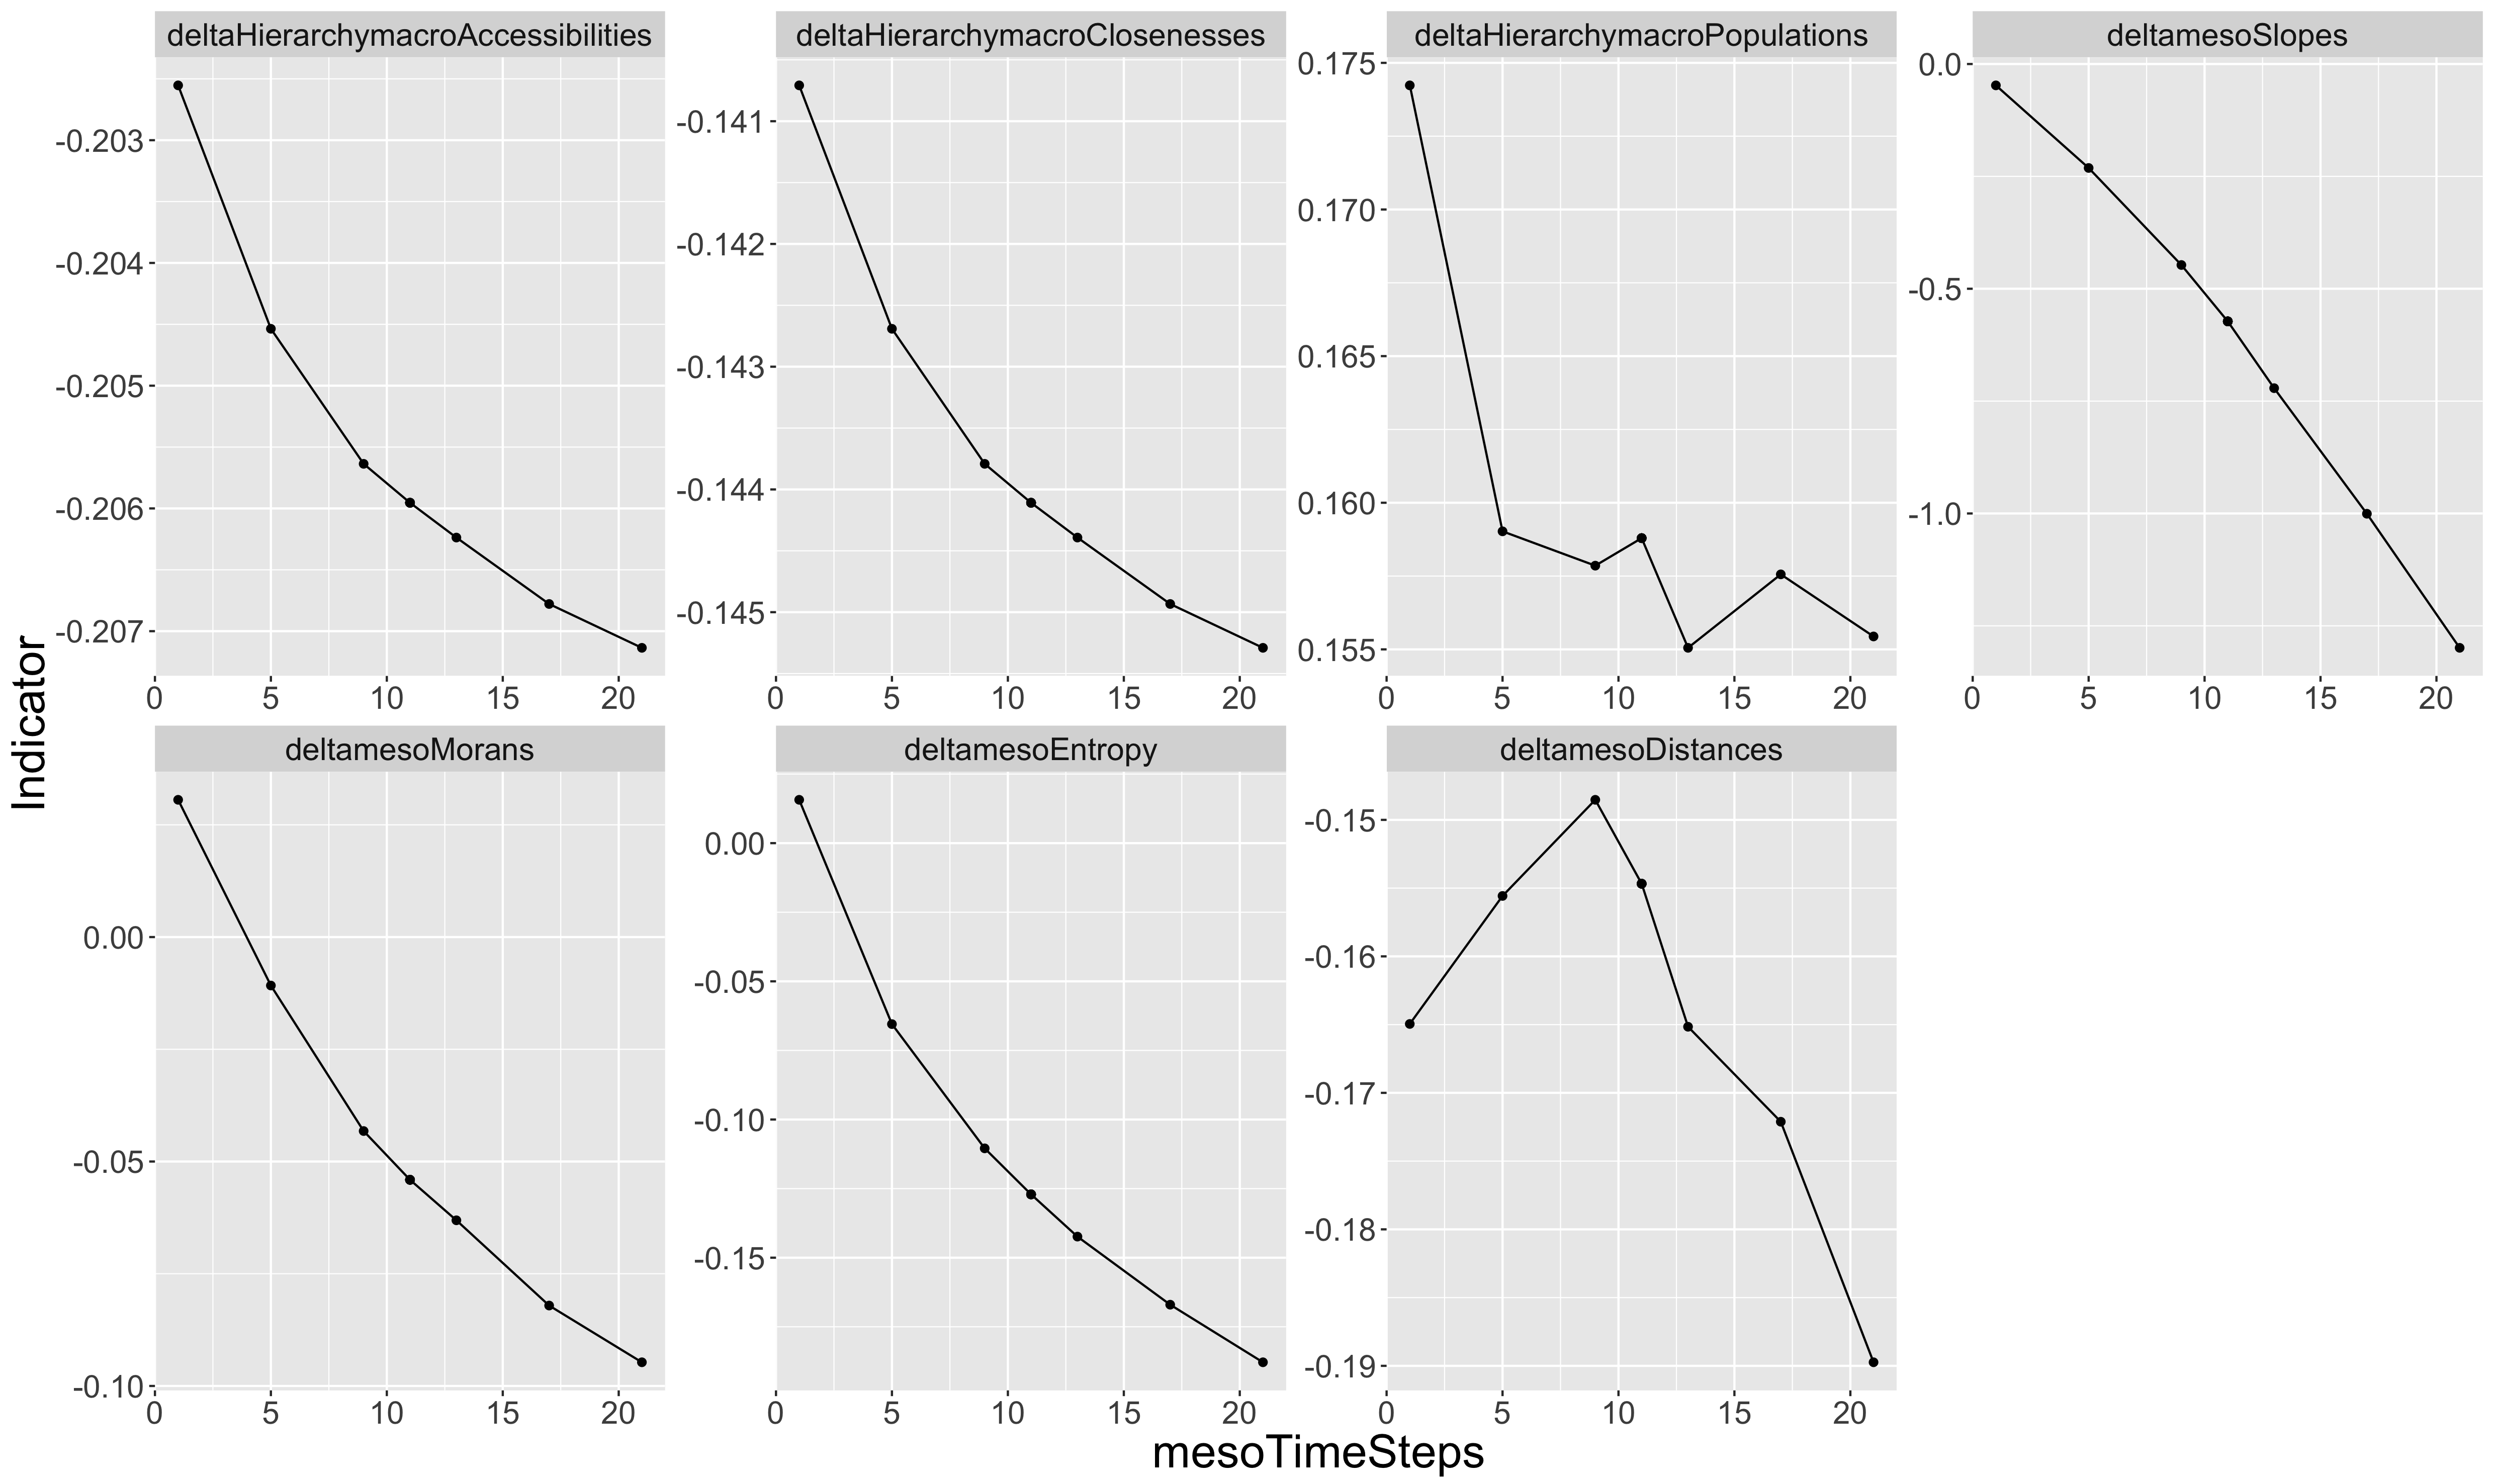 deltaHierarchymacroAccessibilities
deltaHierarchymacroClosenesses
deltaHierarchymacroPopulations
deltamesoSlopes
-0.203
-0.204
-0.205
-0.206
-0.207
0 5 10 15 20
-0.141
-0.142
-0.143
-0.144
-0.145
0 5 10 15 20
0.175
0.170
0.165
0.160
0.155
0 5 10 15 20
0.0
-0.5
-1.0
0 5 10 15 20
Indicator
deltamesoMorans
deltamesoEntropy
deltamesoDistances
0.00
-0.05
-0.10
0 5 10 15 20
0.00
-0.05
-0.10
-0.15
0 5 10 15 20
-0.15
-0.16
-0.17
-0.18
-0.19
0 5 10 15 20
mesoTimeSteps